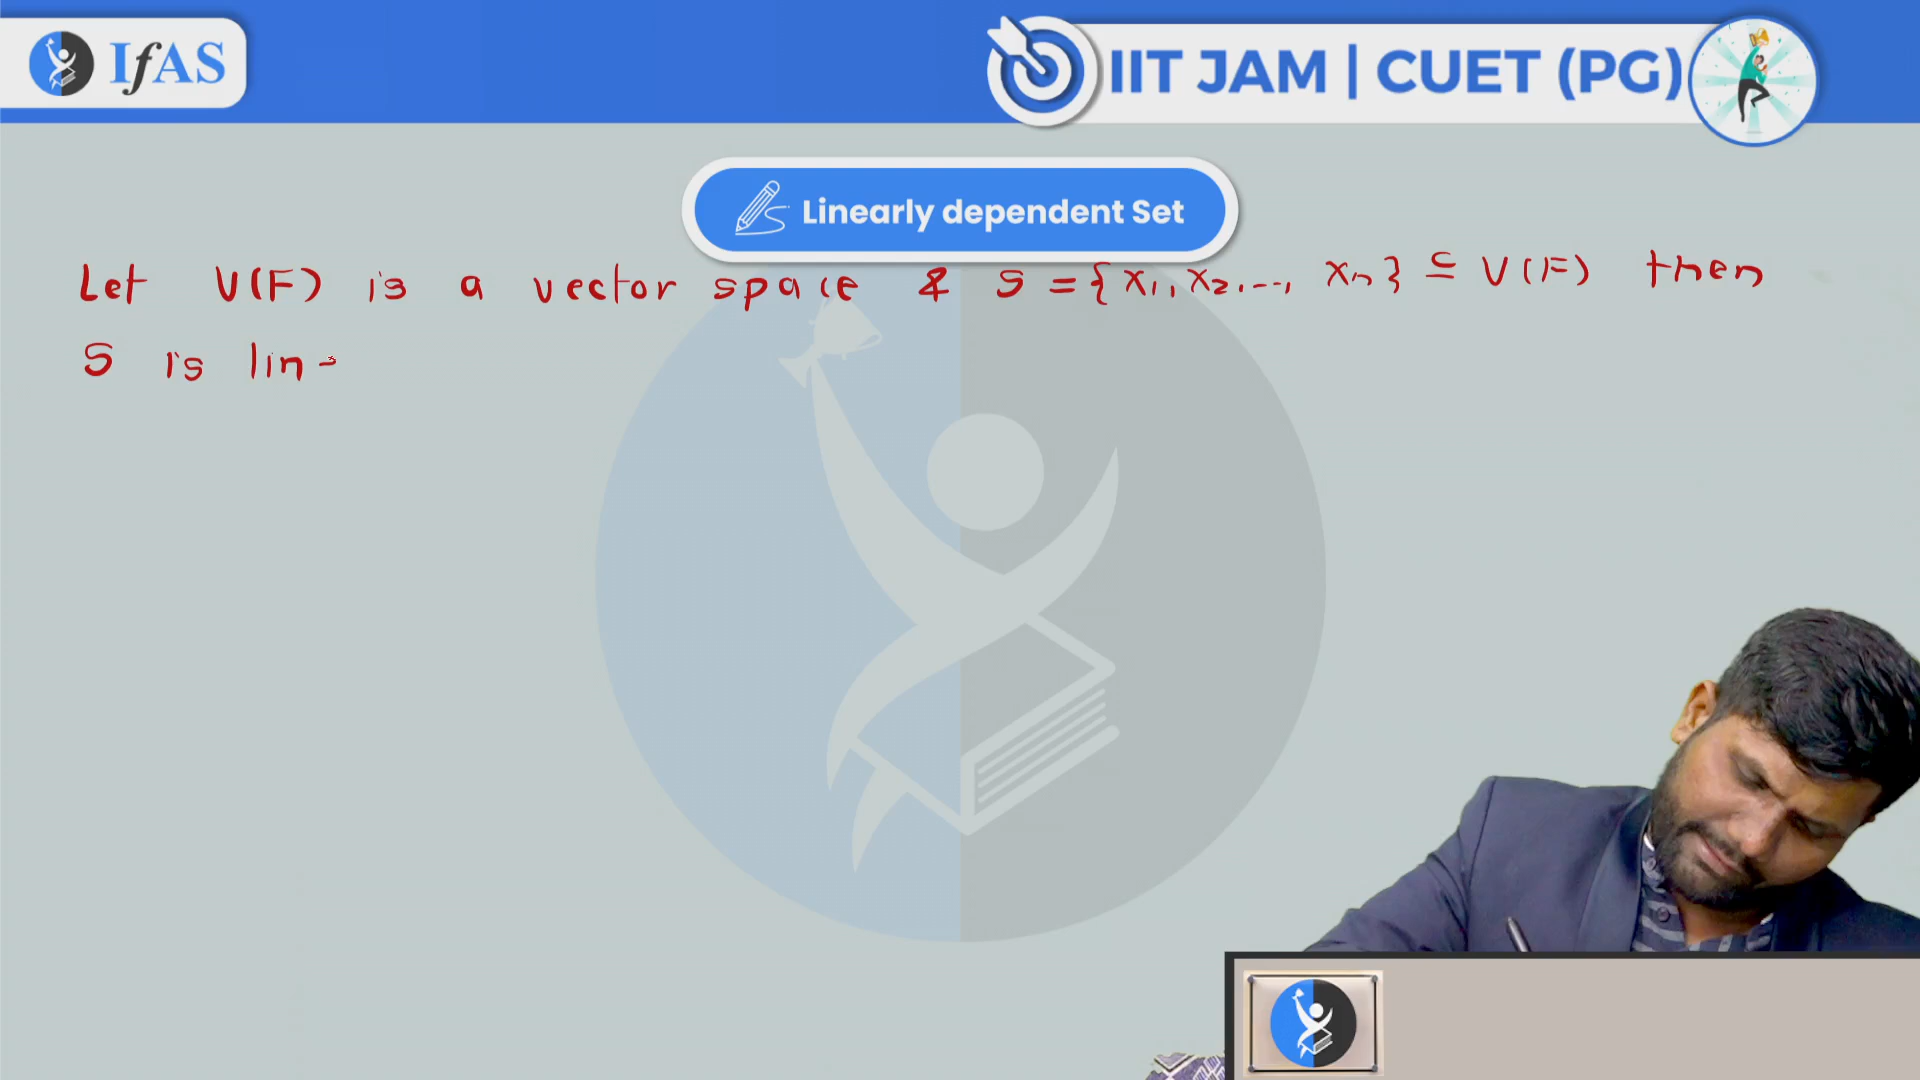 IfAS
IIT JAM | CUET (PG)
Linearly dependent Set
Let V(F) is a vector space & S = {x1, x2, ..., xn} ⊆ V(F) then
S is lin